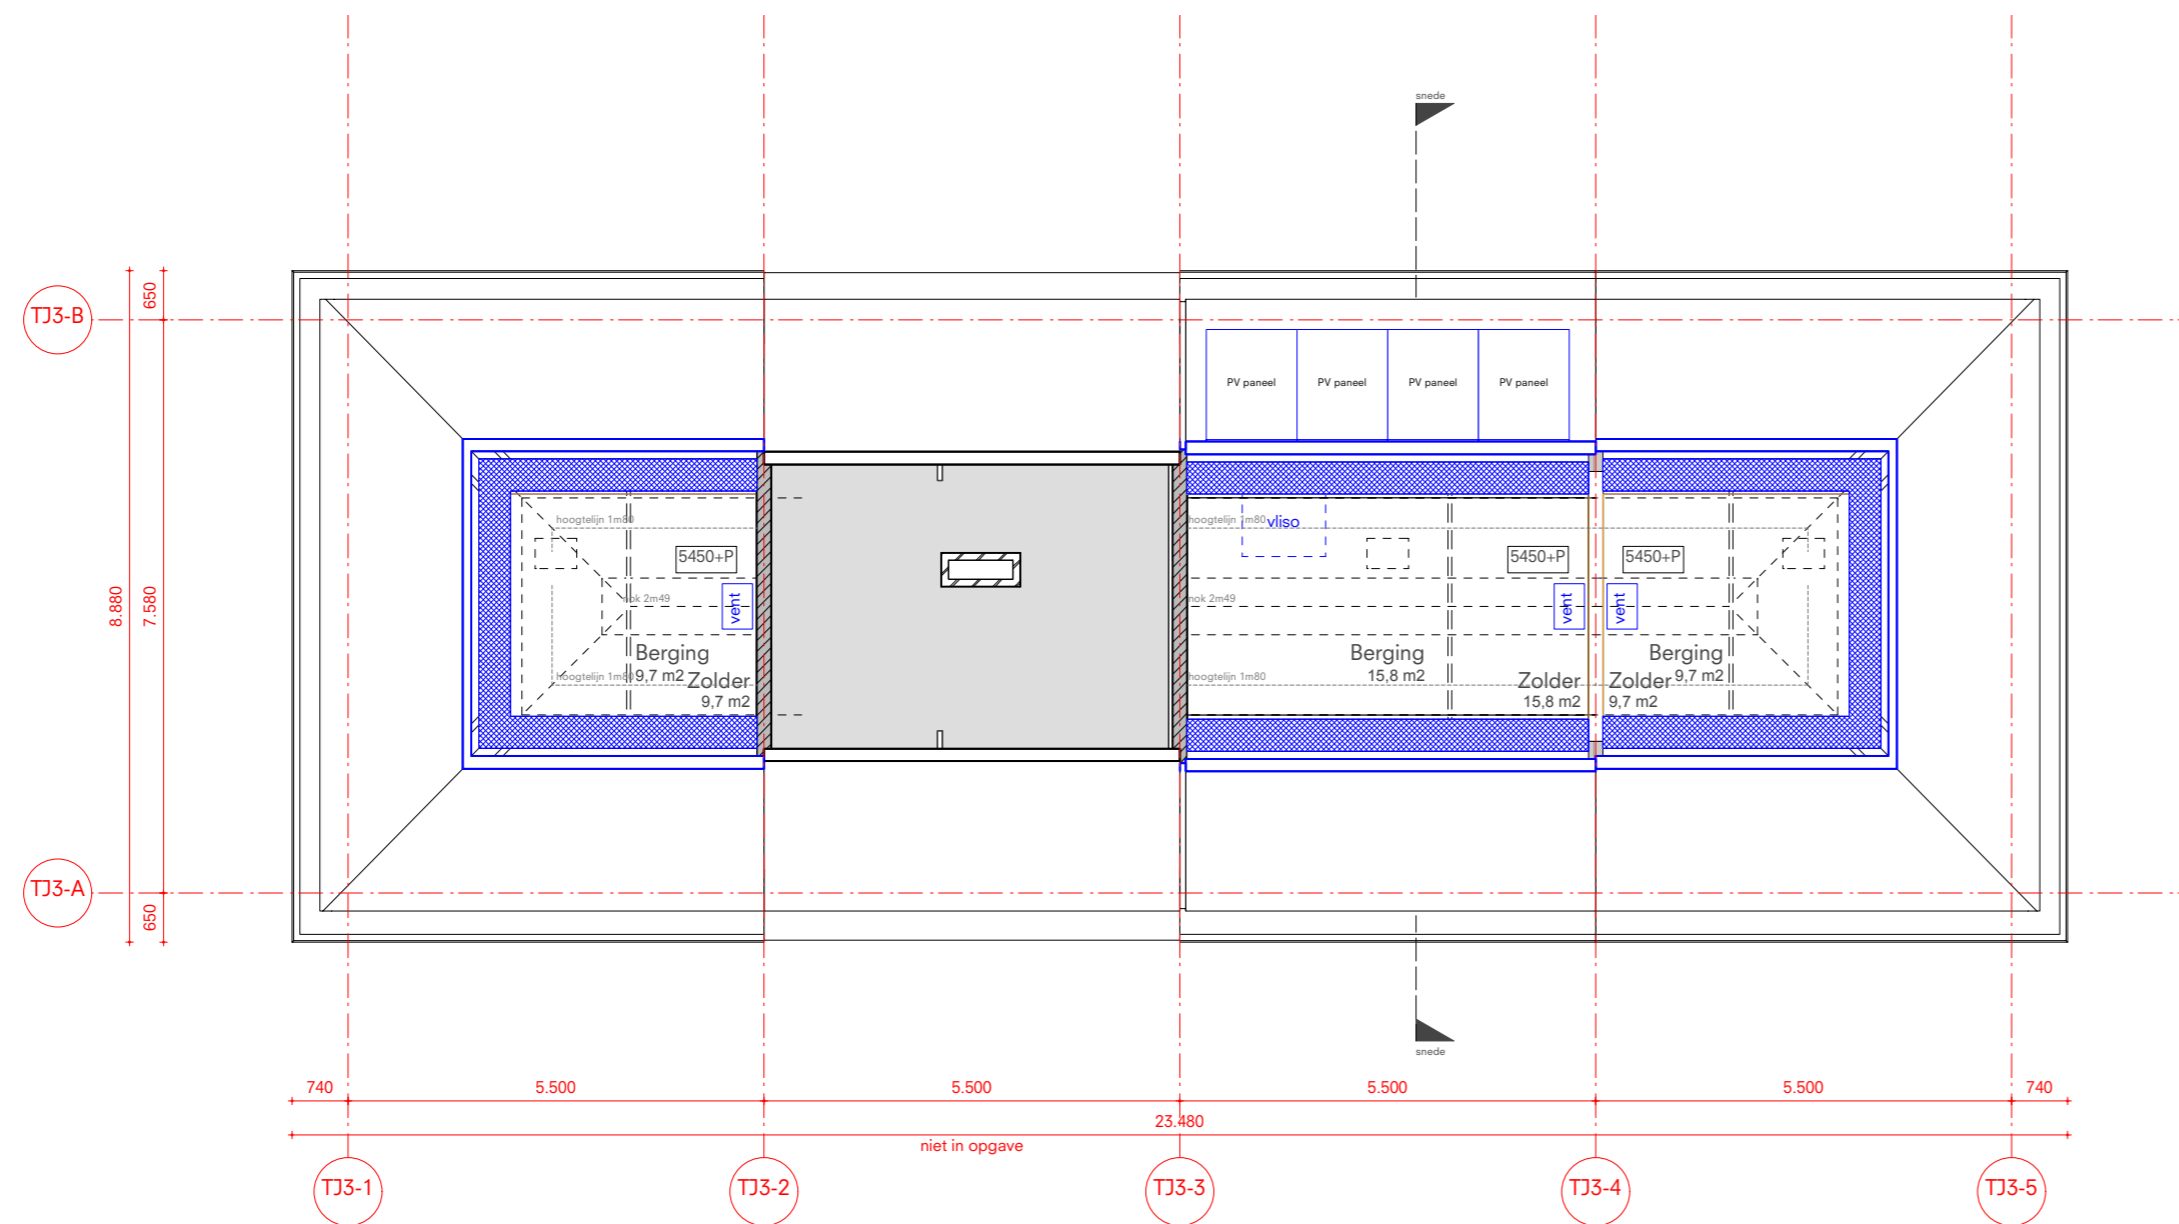 snede
TJ3-B
650
PV paneel
PV paneel
PV paneel
PV paneel
hoogtelijn 1m80
hoogtelijn 1m80
vliso
5450+P
5450+P
5450+P
nok 2m49
vent
nok 2m49
vent
vent
8.880
7.580
Berging
9,7 m2
hoogtelijn 1m80
Zolder
9,7 m2
Berging
15,8 m2
hoogtelijn 1m80
Zolder
15,8 m2
Berging
9,7 m2
Zolder
9,7 m2
TJ3-A
650
snede
740
5.500
5.500
5.500
5.500
740
23.480
niet in opgave
TJ3-1
TJ3-2
TJ3-3
TJ3-4
TJ3-5